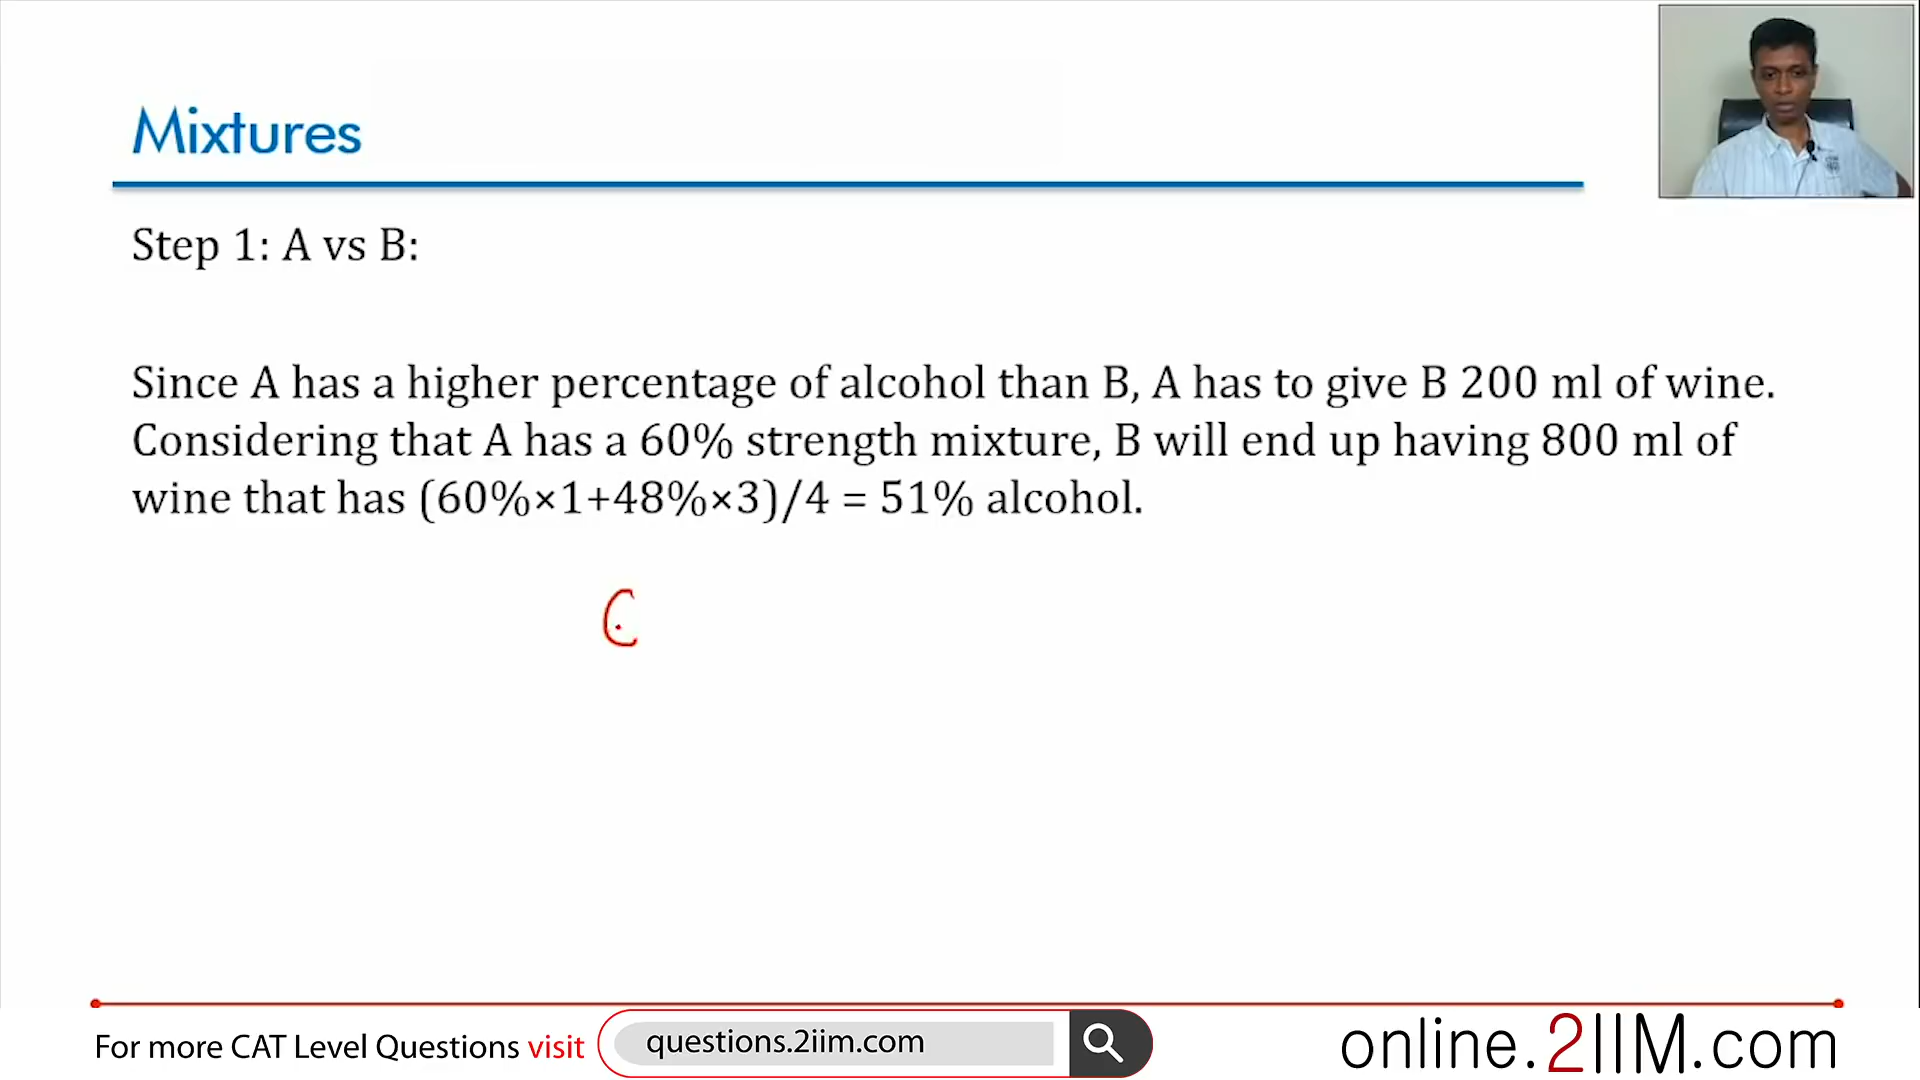 Mixtures
Step 1: A vs B:
Since A has a higher percentage of alcohol than B, A has to give B 200 ml of wine.
Considering that A has a 60% strength mixture, B will end up having 800 ml of
wine that has (60%×1+48%×3)/4 = 51% alcohol.
C
For more CAT Level Questions visit questions.2iim.com
online.2IIM.com